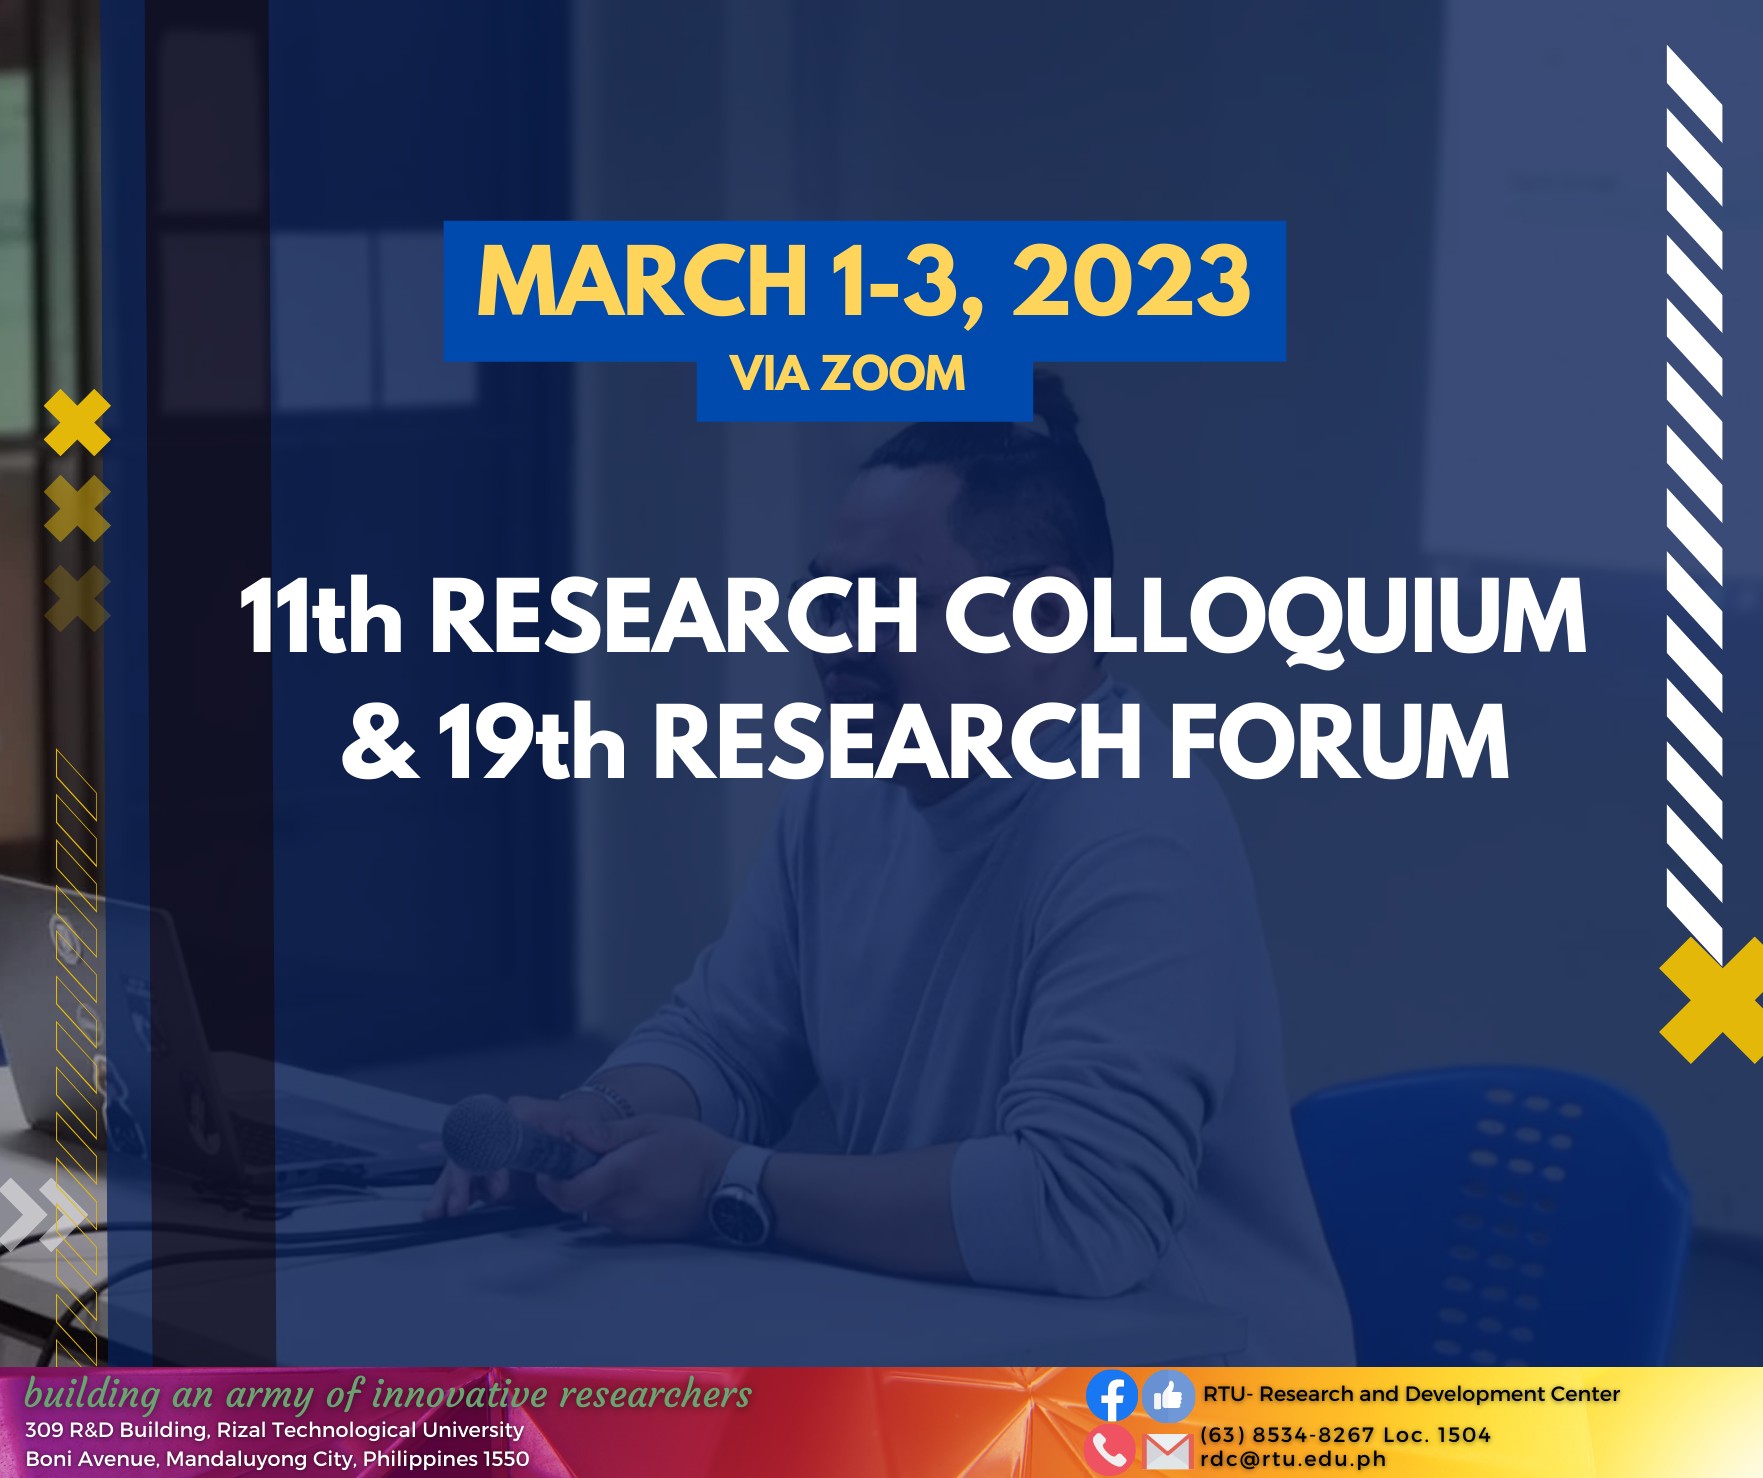 MARCH 1-3, 2023
VIA ZOOM
11th RESEARCH COLLOQUIUM
& 19th RESEARCH FORUM
building an army of innovative researchers
309 R&D Building, Rizal Technological University
Boni Avenue, Mandaluyong City, Philippines 1550
RTU- Research and Development Center
(63) 8534-8267 Loc. 1504
rdc@rtu.edu.ph